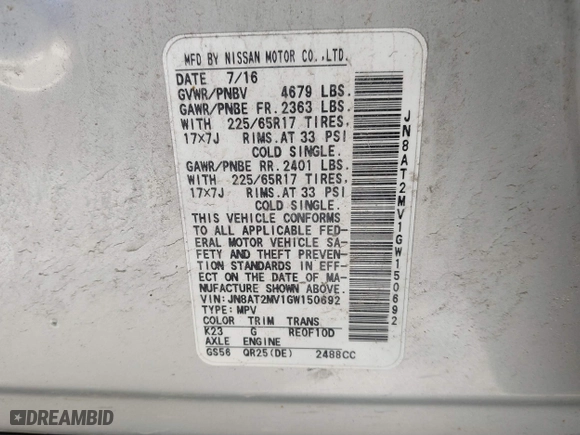 MFD BY NISSAN MOTOR CO.,LTD.
DATE 7/16
GVWR/PNBV 4679 LBS.
GAWR/PNBE FR. 2363 LBS.
WITH 225/65R17 TIRES,
17×7J RIMS. AT 33 PSI
COLD SINGLE.
GAWR/PNBE RR. 2401 LBS.
WITH 225/65R17 TIRES,
17×7J RIMS. AT 33 PSI
COLD SINGLE.
THIS VEHICLE CONFORMS
TO ALL APPLICABLE FED-
ERAL MOTOR VEHICLE SA-
FETY AND THEFT PREVEN-
TION STANDARDS IN EFF-
ECT ON THE DATE OF MA-
NUFACTURE SHOWN ABOVE.
VIN: JN8AT2MV1GW150692
TYPE: MPV
COLOR TRIM TRANS
K23 G RE0F10D
AXLE ENGINE
GS56 QR25(DE) 2488CC
JN8AT2MV1GW150692
DREAMBID